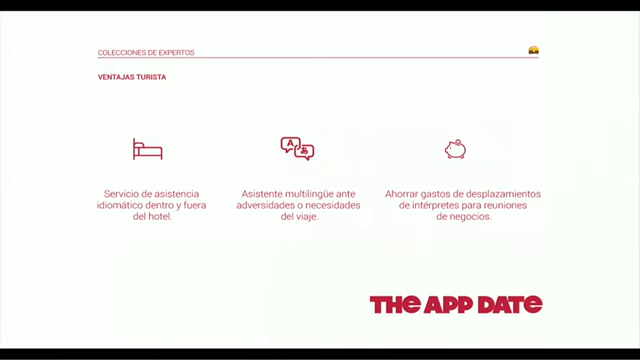 COLECCIONES DE EXPERTOS
VENTAJAS TURISTA
A あ
Servicio de asistencia
idiomático dentro y fuera
del hotel.
Asistente multilingüe ante
adversidades o necesidades
del viaje.
Ahorrar gastos de desplazamientos
de intérpretes para reuniones
de negocios.
THE APP DATE